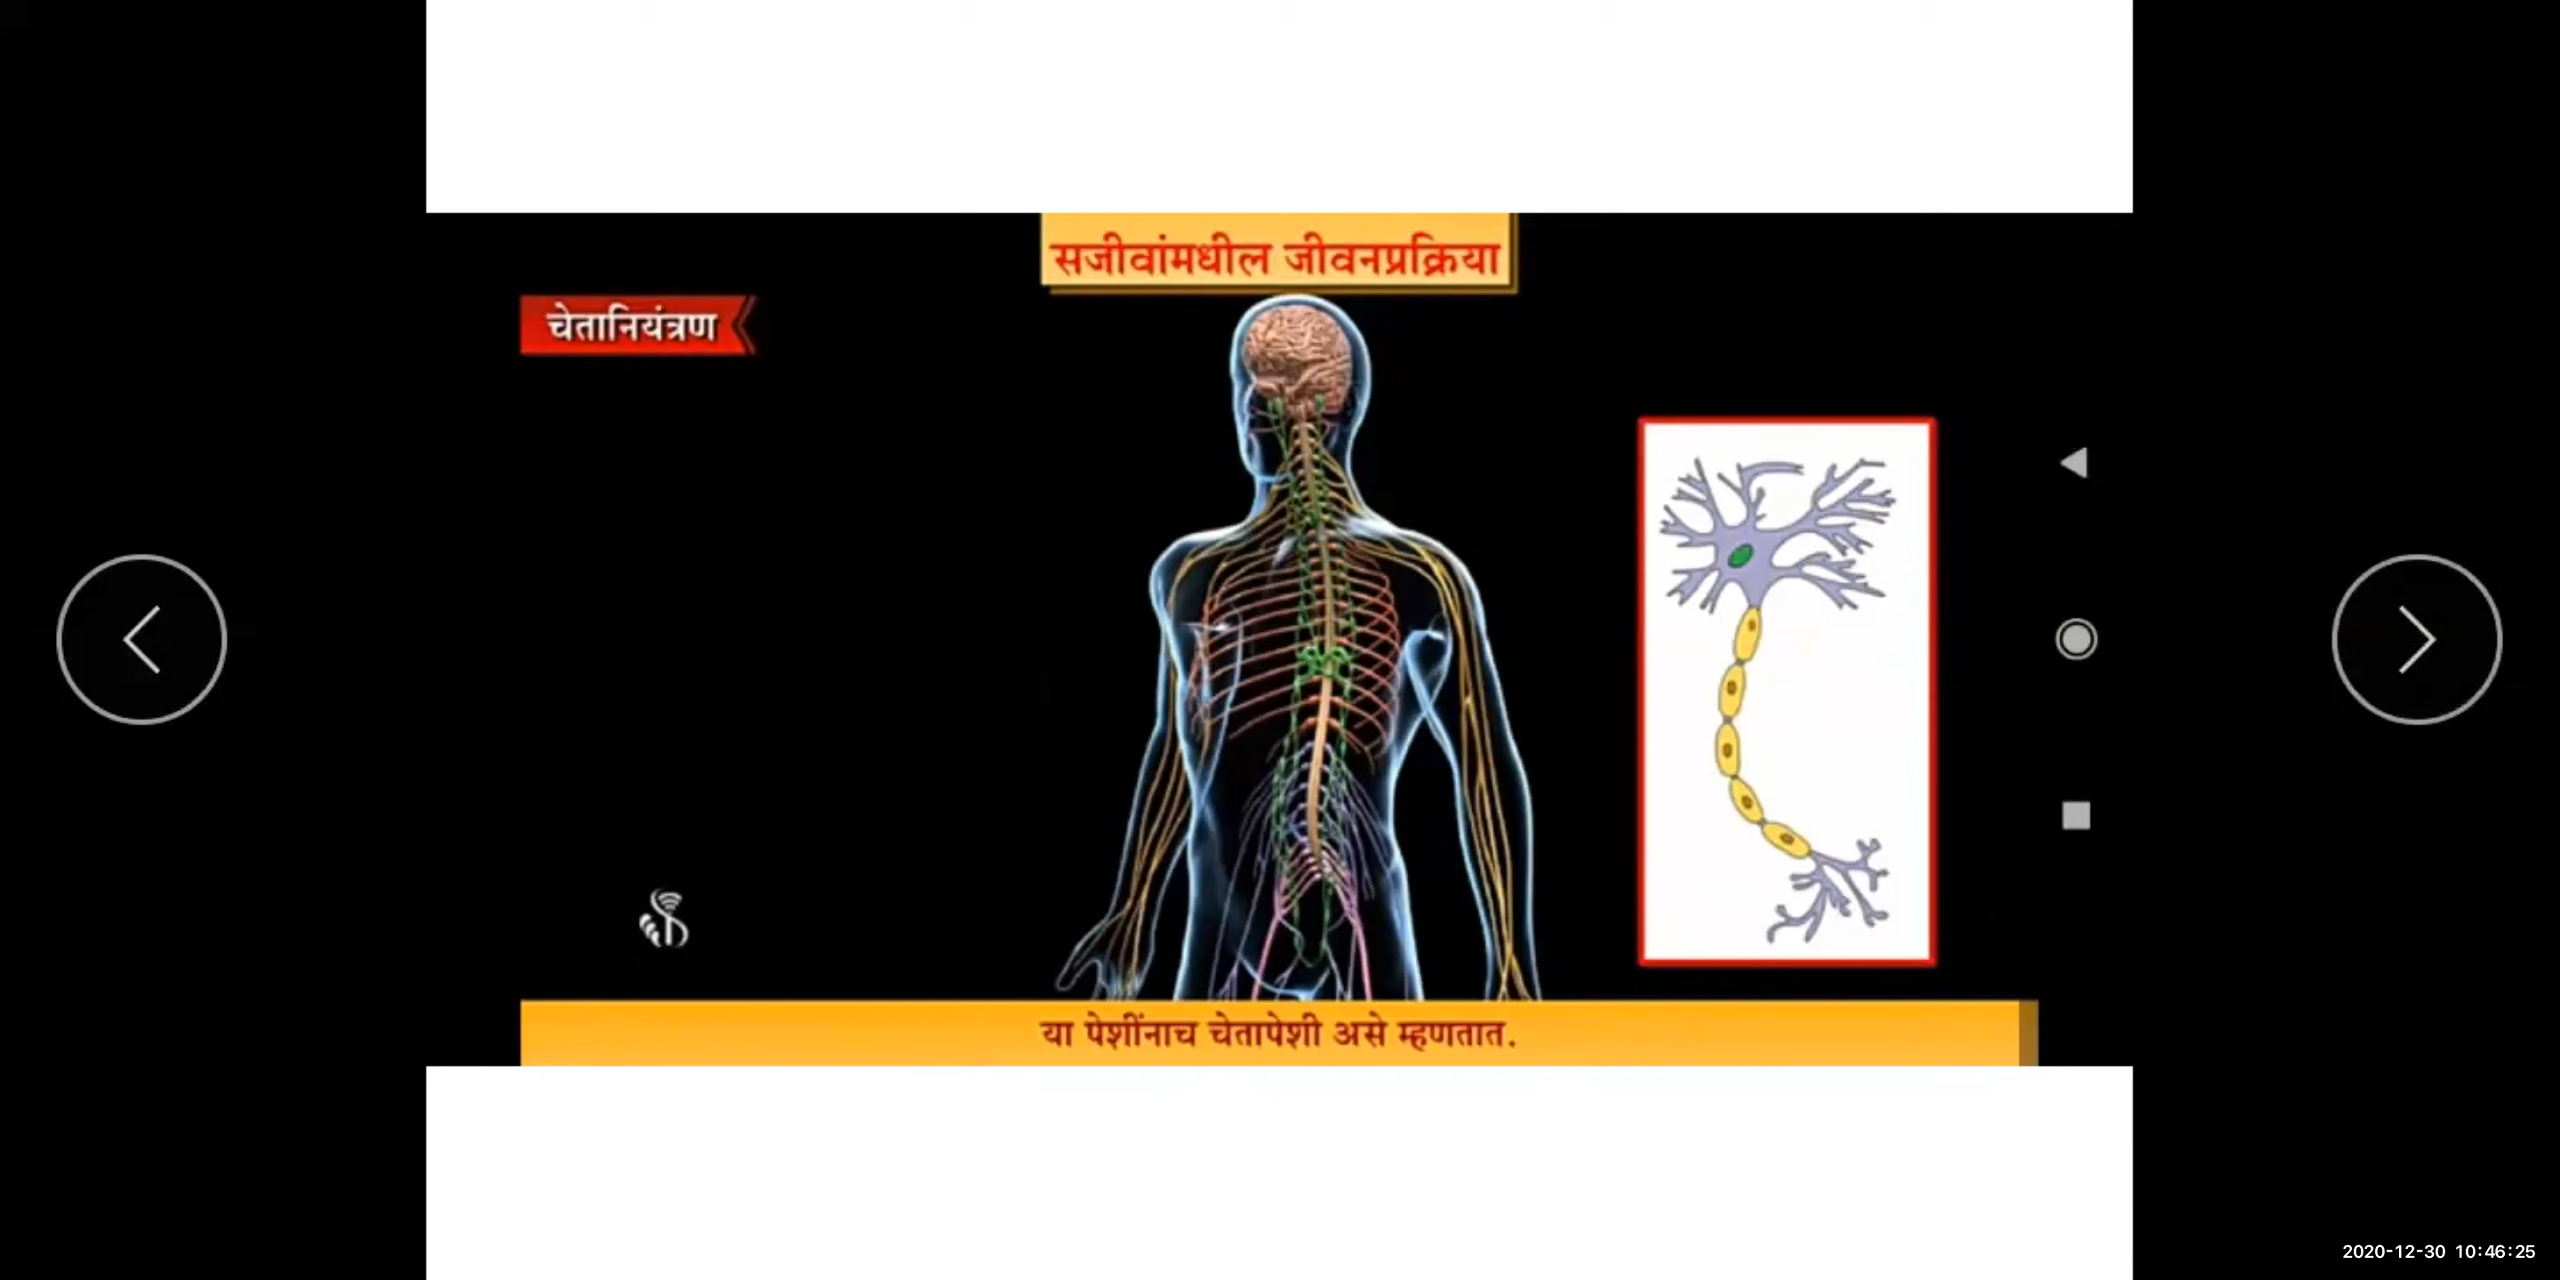 सजीवांमधील जीवनप्रक्रिया
चेतानियंत्रण
या पेशींनाच चेतापेशी असे म्हणतात.
2020-12-30 10:46:25